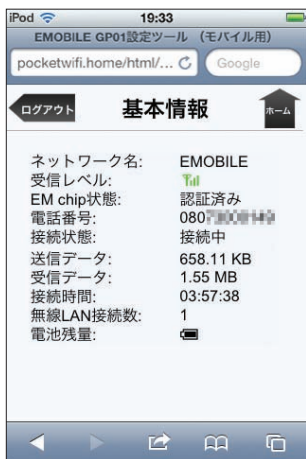 iPod 19:33
EMOBILE GP01設定ツール （モバイル用）
pocketwifi.home/html/... Google
ログアウト 基本情報 ホーム
ネットワーク名: EMOBILE
受信レベル:
EM chip状態: 認証済み
電話番号: 080
接続状態: 接続中
送信データ: 658.11 KB
受信データ: 1.55 MB
接続時間: 03:57:38
無線LAN接続数: 1
電池残量: